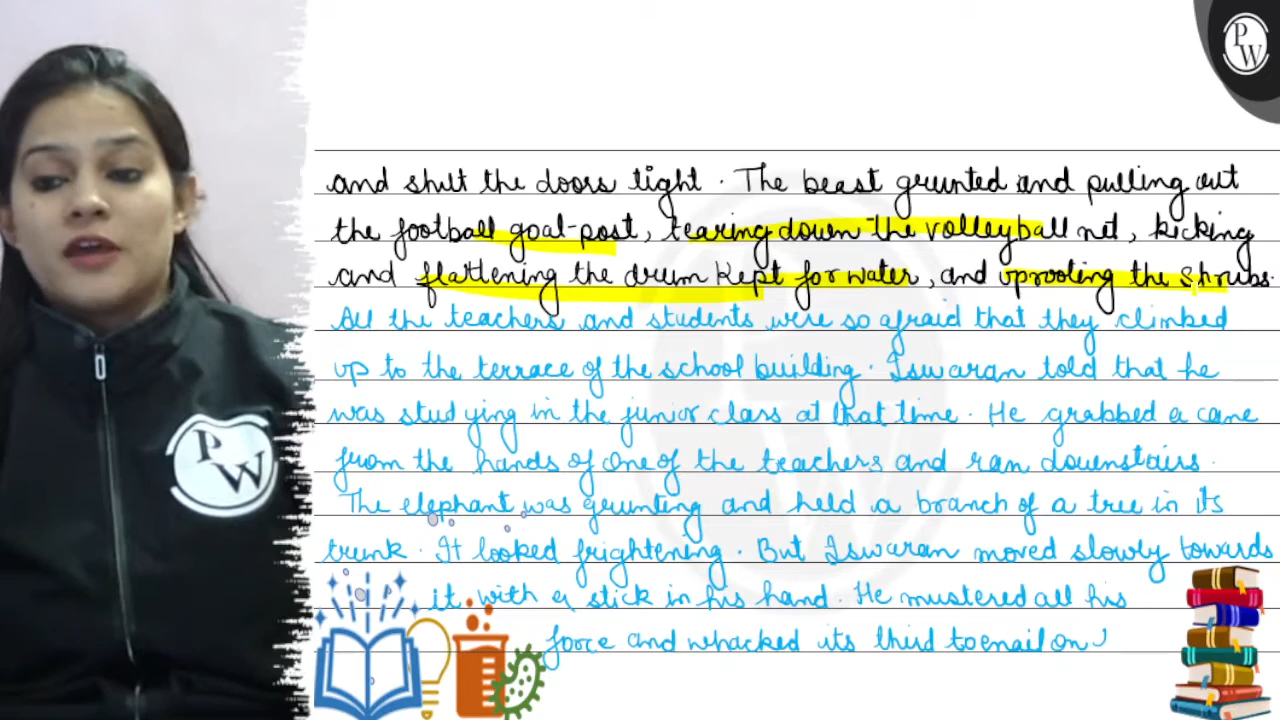 PW
and shut the doors tight. The beast grunted and pulling out
the football goal-post, tearing down the volleyball net, kicking
and flattening the drum kept for water, and uprooting the shrubs.
All the teachers and students were so afraid that they climbed
up to the terrace of the school building. Iswaran told that he
was studying in the junior class at that time. He grabbed a cane
from the hands of one of the teachers and ran downstairs.
The elephant was grunting and held a branch of a tree in its
trunk. It looked frightening. But Iswaran moved slowly towards
it with a stick in his hand. He mustered all his
force and whacked its third toenail on
PW